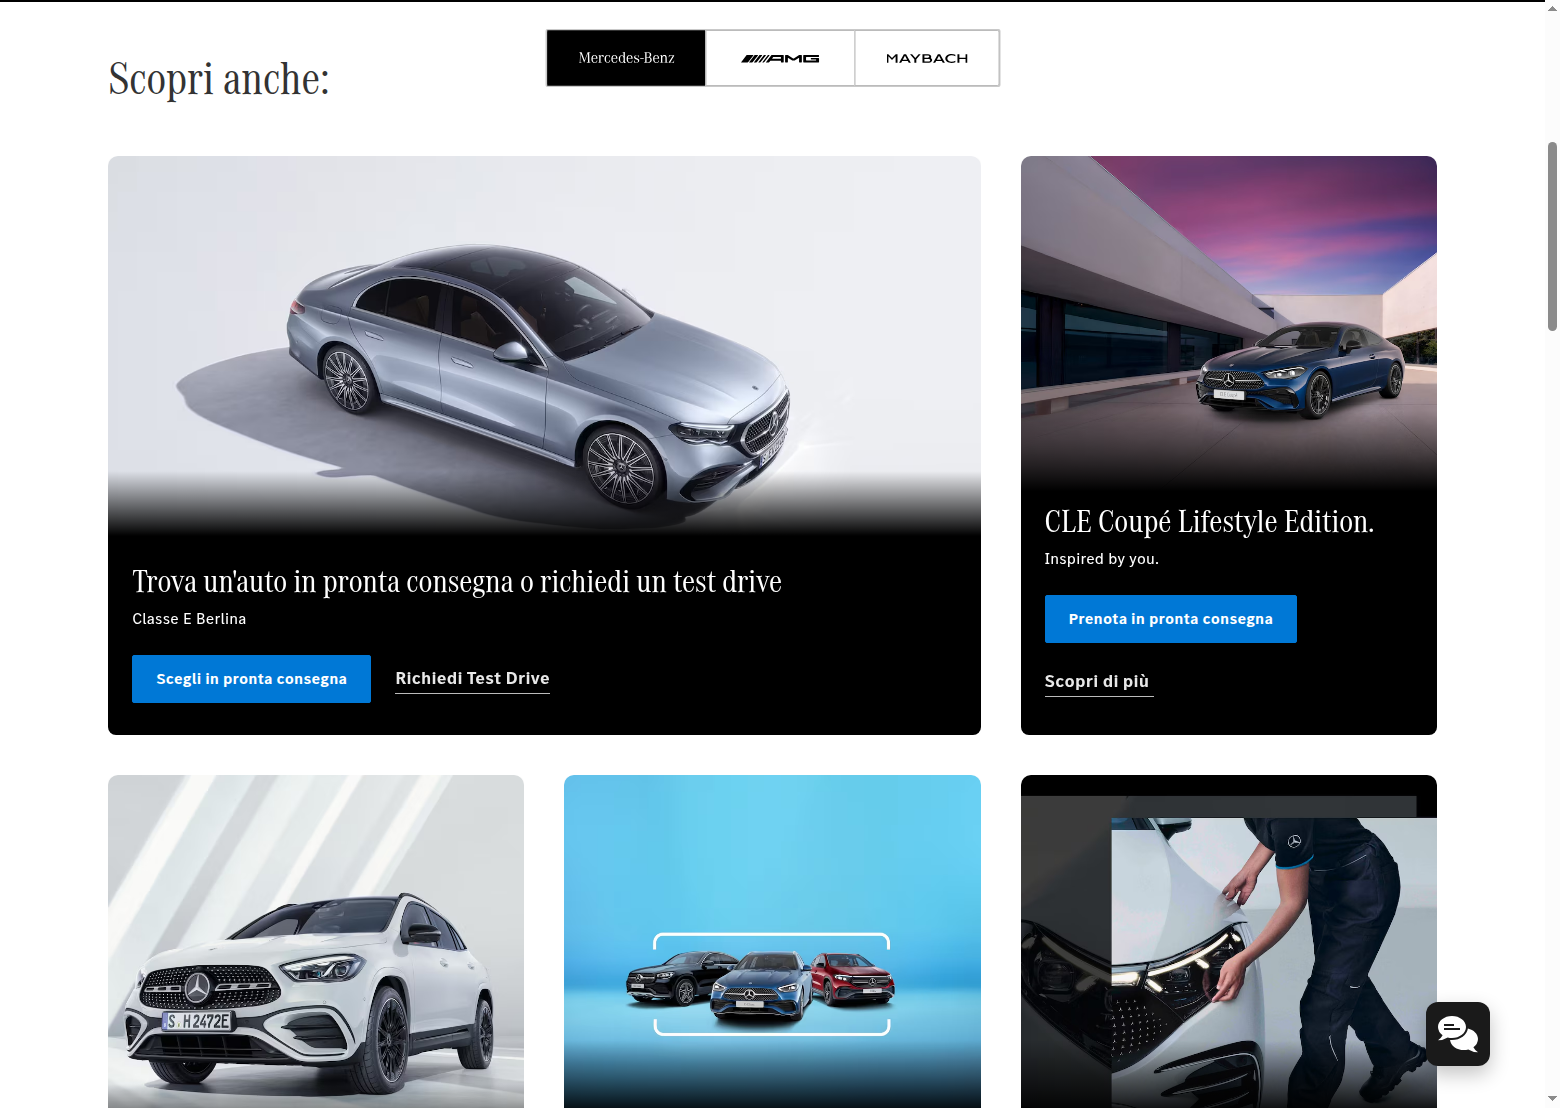 Mercedes-Benz
AMG
MAYBACH
Scopri anche:
Trova un'auto in pronta consegna o richiedi un test drive
Classe E Berlina
Scegli in pronta consegna
Richiedi Test Drive
CLE Coupé Lifestyle Edition.
Inspired by you.
Prenota in pronta consegna
Scopri di più
S H 2472E